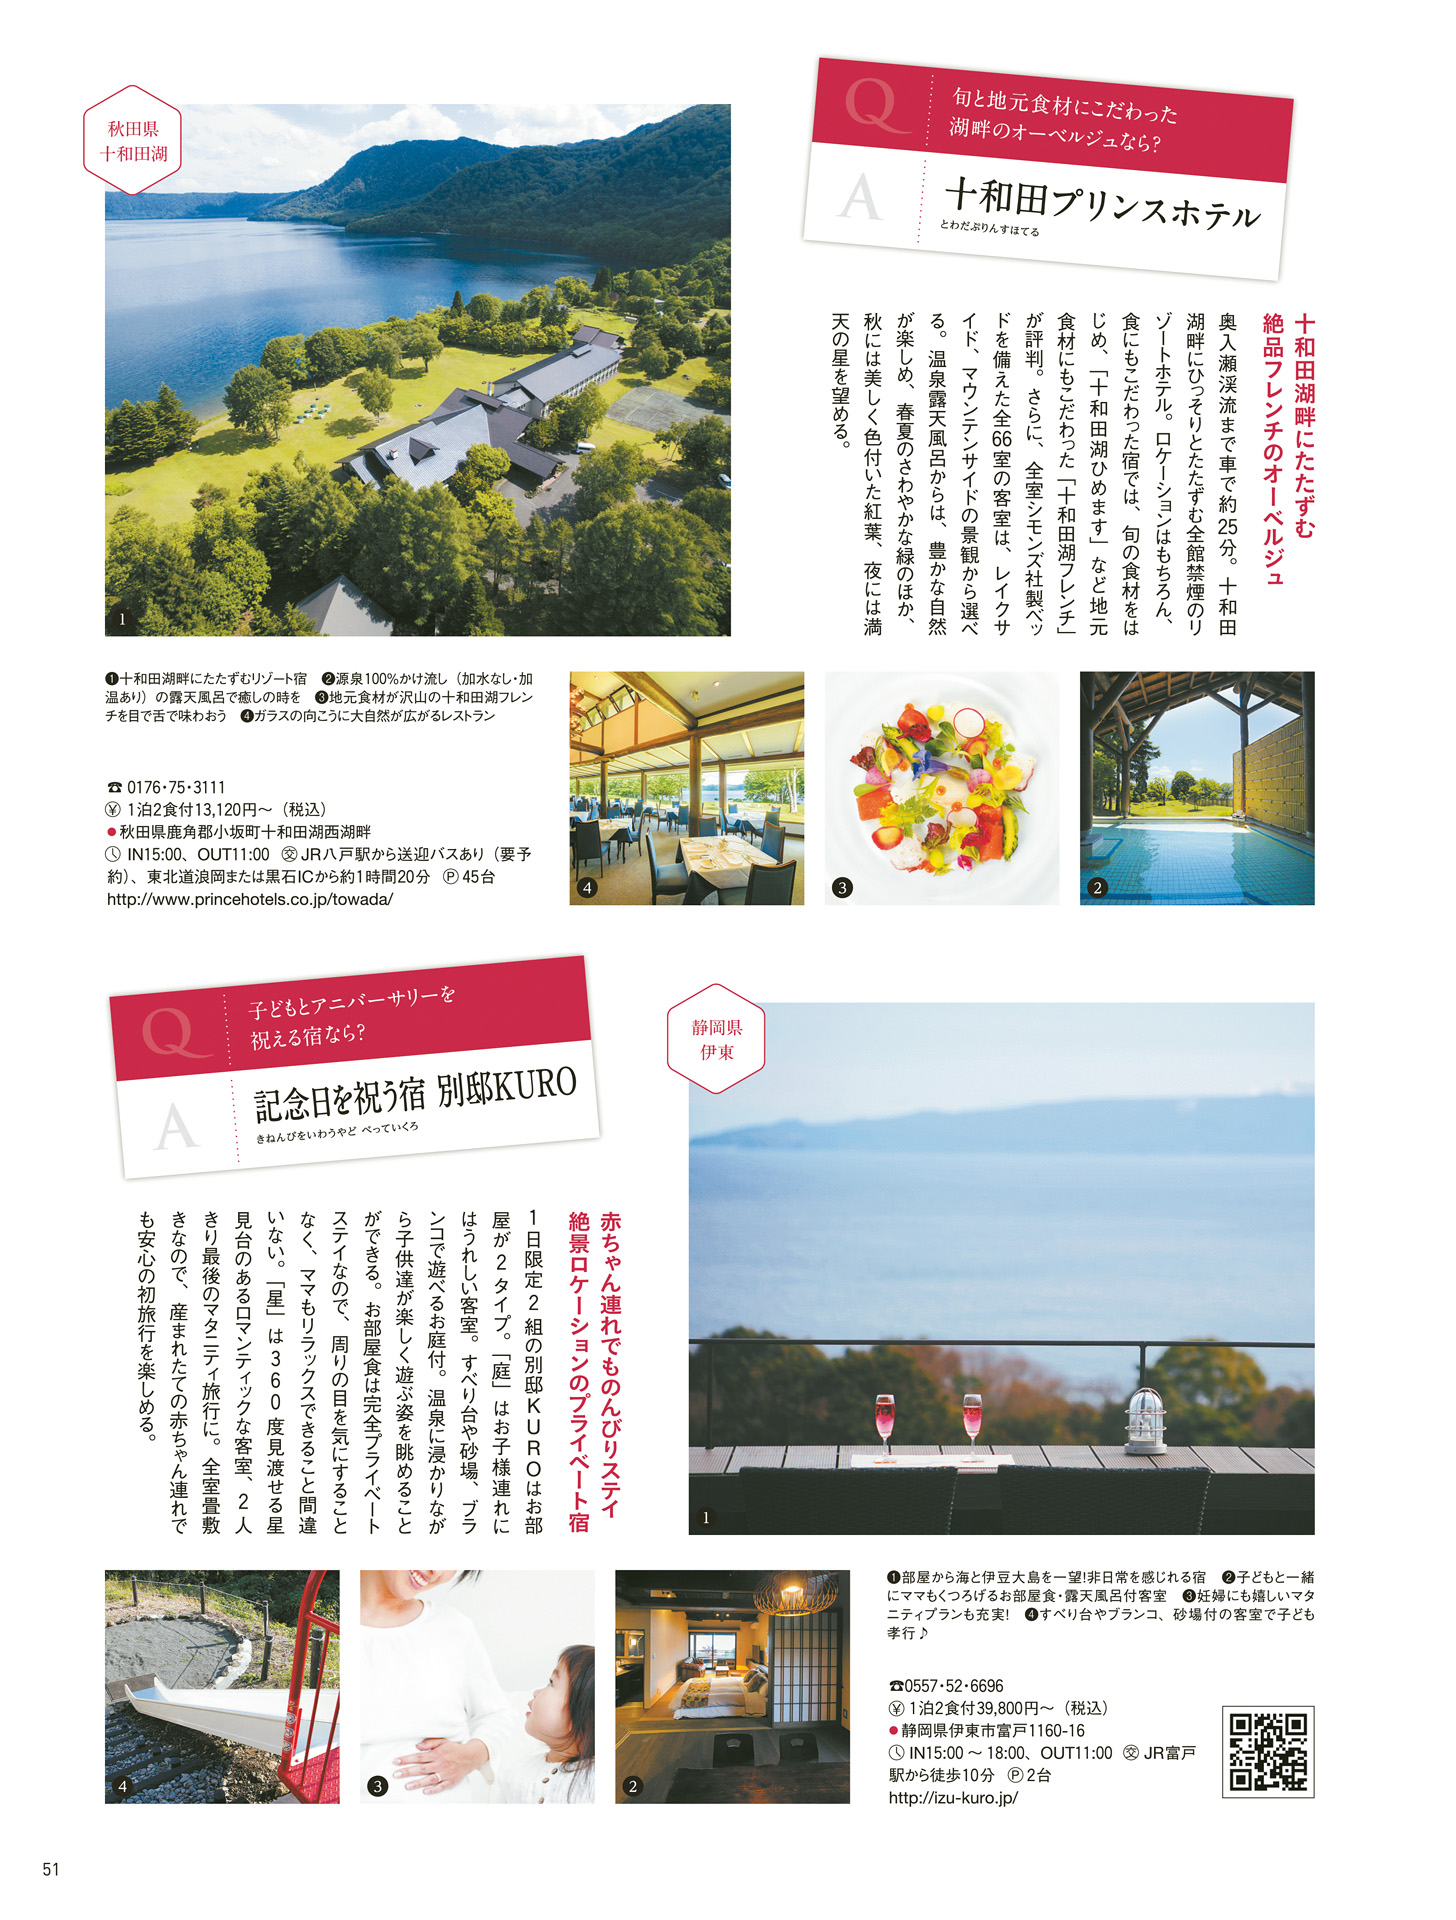 秋田県
十和田湖
Q
旬と地元食材にこだわった
湖畔のオーベルジュなら?
A
十和田プリンスホテル
とわだぷりんすほてる
十和田湖畔にたたずむ
絶品フレンチのオーベルジュ
奥入瀬渓流まで車で約25分。十和田
湖畔にひっそりとたたずむ全館禁煙のリ
ゾートホテル。ロケーションはもちろん、
食にもこだわった宿では、旬の食材をは
じめ、「十和田湖ひめます」など地元
食材にもこだわった「十和田湖フレンチ」
が評判。さらに、全室シモンズ社製ベッ
ドを備えた全66室の客室は、レイクサ
イド、マウンテンサイドの景観から選べ
る。温泉露天風呂からは、豊かな自然
が楽しめ、春夏のさわやかな緑のほか、
秋には美しく色付いた紅葉、夜には満
天の星を望める。
1
❶十和田湖畔にたたずむリゾート宿 ❷源泉100%かけ流し（加水なし・加
温あり）の露天風呂で癒しの時を ❸地元食材が沢山の十和田湖フレン
チを目で舌で味わおう ❹ガラスの向こうに大自然が広がるレストラン
☎ 0176・75・3111
¥ 1泊2食付13,120円〜（税込）
●秋田県鹿角郡小坂町十和田湖西湖畔
IN15:00、OUT11:00 交JR八戸駅から送迎バスあり（要予
約）、東北道浪岡または黒石ICから約1時間20分 Ⓟ45台
http://www.princehotels.co.jp/towada/
4
3
2
Q
子どもとアニバーサリーを
祝える宿なら?
A
記念日を祝う宿 別邸KURO
きねんびをいわうやど べっていくろ
静岡県
伊東
赤ちゃん連れでものんびりステイ
絶景ロケーションのプライベート宿
1日限定2組の別邸KUROはお部
屋が2タイプ。「庭」はお子様連れに
はうれしい客室。すべり台や砂場、ブラ
ンコで遊べるお庭付。温泉に浸かりなが
ら子供達が楽しく遊ぶ姿を眺めること
ができる。お部屋食は完全プライベート
ステイなので、周りの目を気にすること
なく、ママもリラックスできること間違
いない。「星」は360度見渡せる星
見台のあるロマンティックな客室、2人
きり最後のマタニティ旅行に。全室畳敷
きなので、産まれたての赤ちゃん連れで
も安心の初旅行を楽しめる。
1
4
3
2
❶部屋から海と伊豆大島を一望!非日常を感じれる宿 ❷子どもと一緒
にママもくつろげるお部屋食・露天風呂付客室 ❸妊婦にも嬉しいマタ
ニティプランも充実! ❹すべり台やブランコ、砂場付の客室で子ども
孝行♪
☎0557・52・6696
¥ 1泊2食付39,800円〜（税込）
●静岡県伊東市富戸1160-16
IN15:00 〜 18:00、OUT11:00 交 JR富戸
駅から徒歩10分 Ⓟ2台
http://izu-kuro.jp/
51